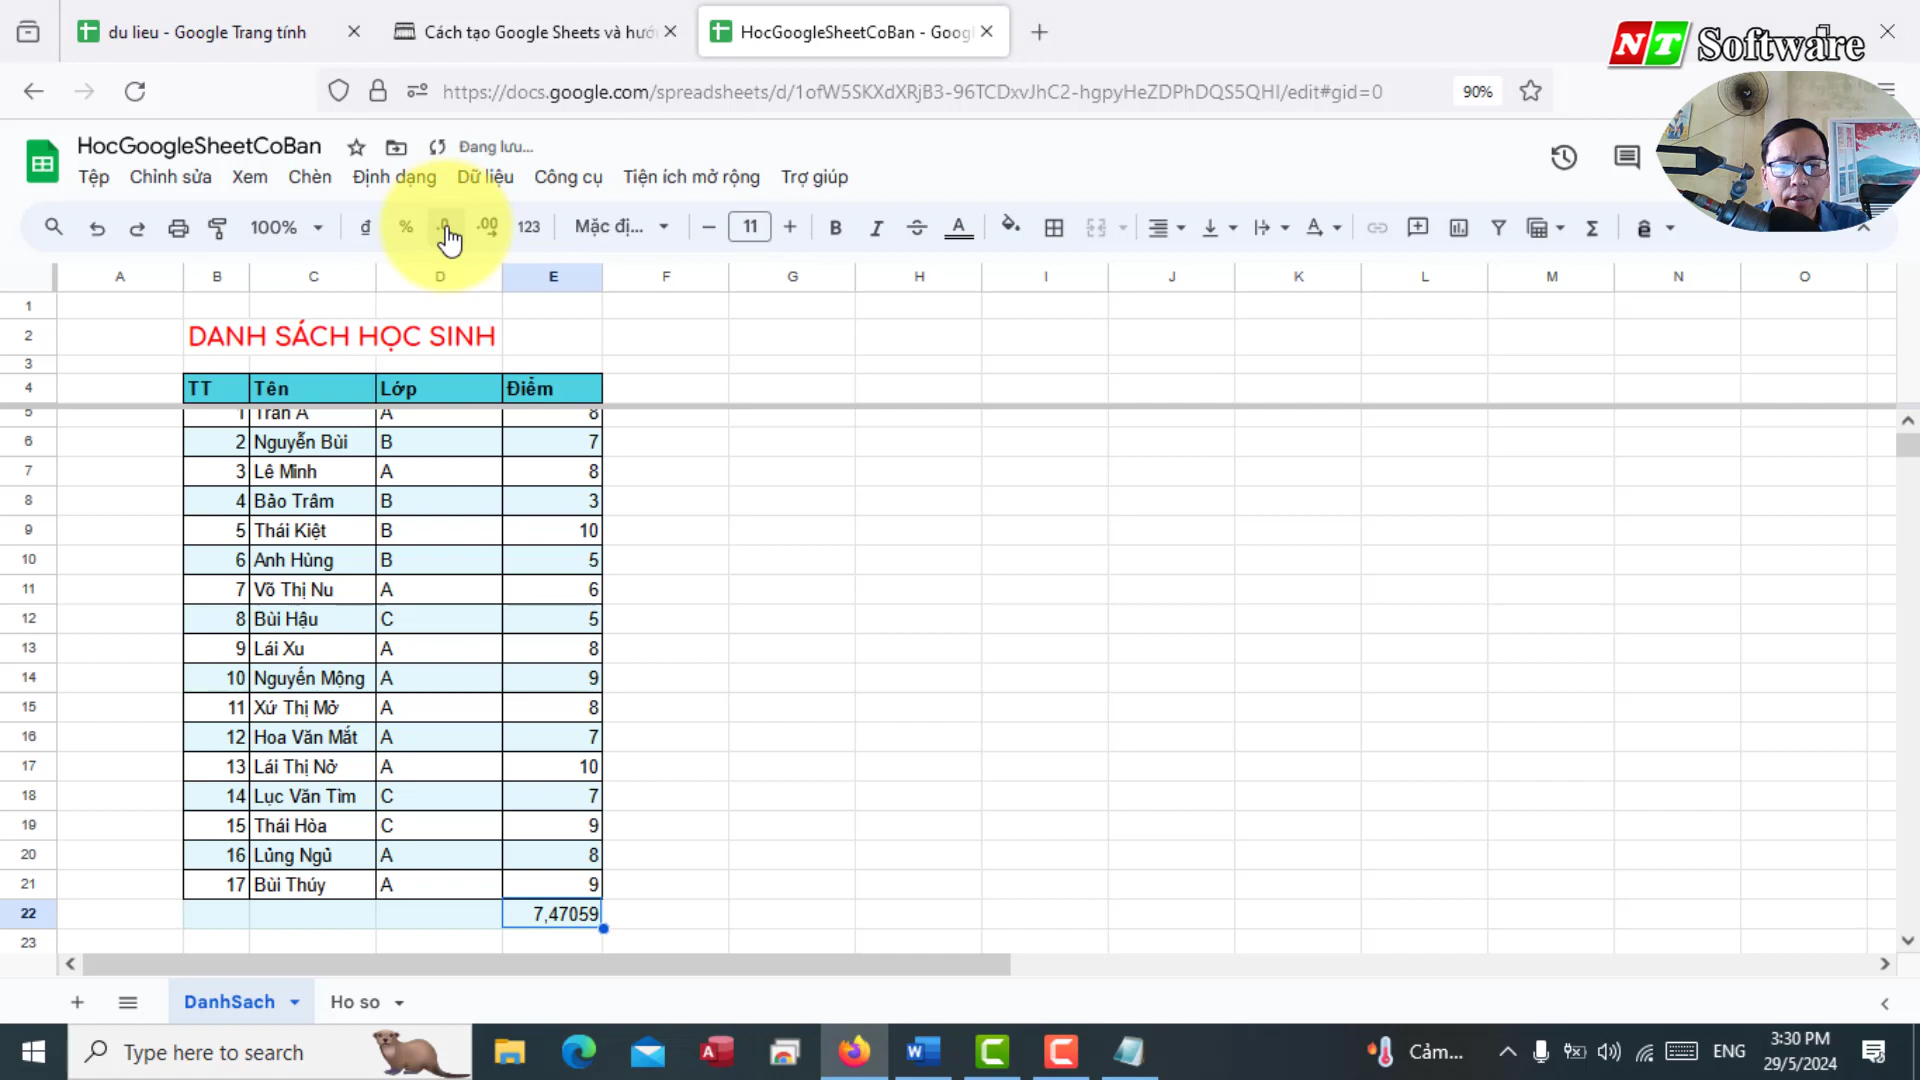 du lieu - Google Trang tính
Cách tạo Google Sheets và hướ
HocGoogleSheetCoBan - Goog
NT Software
https://docs.google.com/spreadsheets/d/1ofW5SKXdXRjB3-96TCDxvJhC2-hgpyHeZDPhDQS5QHI/edit#gid=0
90%
HocGoogleSheetCoBan
Đang lưu...
Tệp Chỉnh sửa Xem Chèn Định dạng Dữ liệu Công cụ Tiện ích mở rộng Trợ giúp
100% đ % .0 .00 123 Mặc đị... 11 B I S A
A B C D E F G H I J K L M N O
1
2 DANH SÁCH HỌC SINH
3
4 TT Tên Lớp Điểm
5 1 Trần A A 8
6 2 Nguyễn Bùi B 7
7 3 Lê Minh A 8
8 4 Bảo Trâm B 3
9 5 Thái Kiệt B 10
10 6 Anh Hùng B 5
11 7 Võ Thị Nu A 6
12 8 Bùi Hậu C 5
13 9 Lái Xu A 8
14 10 Nguyễn Mộng A 9
15 11 Xứ Thị Mở A 8
16 12 Hoa Văn Mắt A 7
17 13 Lái Thị Nở A 10
18 14 Lục Văn Tìm C 7
19 15 Thái Hòa C 9
20 16 Lủng Ngủ A 8
21 17 Bùi Thúy A 9
22 7,47059
23
DanhSach Ho so
Type here to search
Cảm...
ENG
3:30 PM
29/5/2024